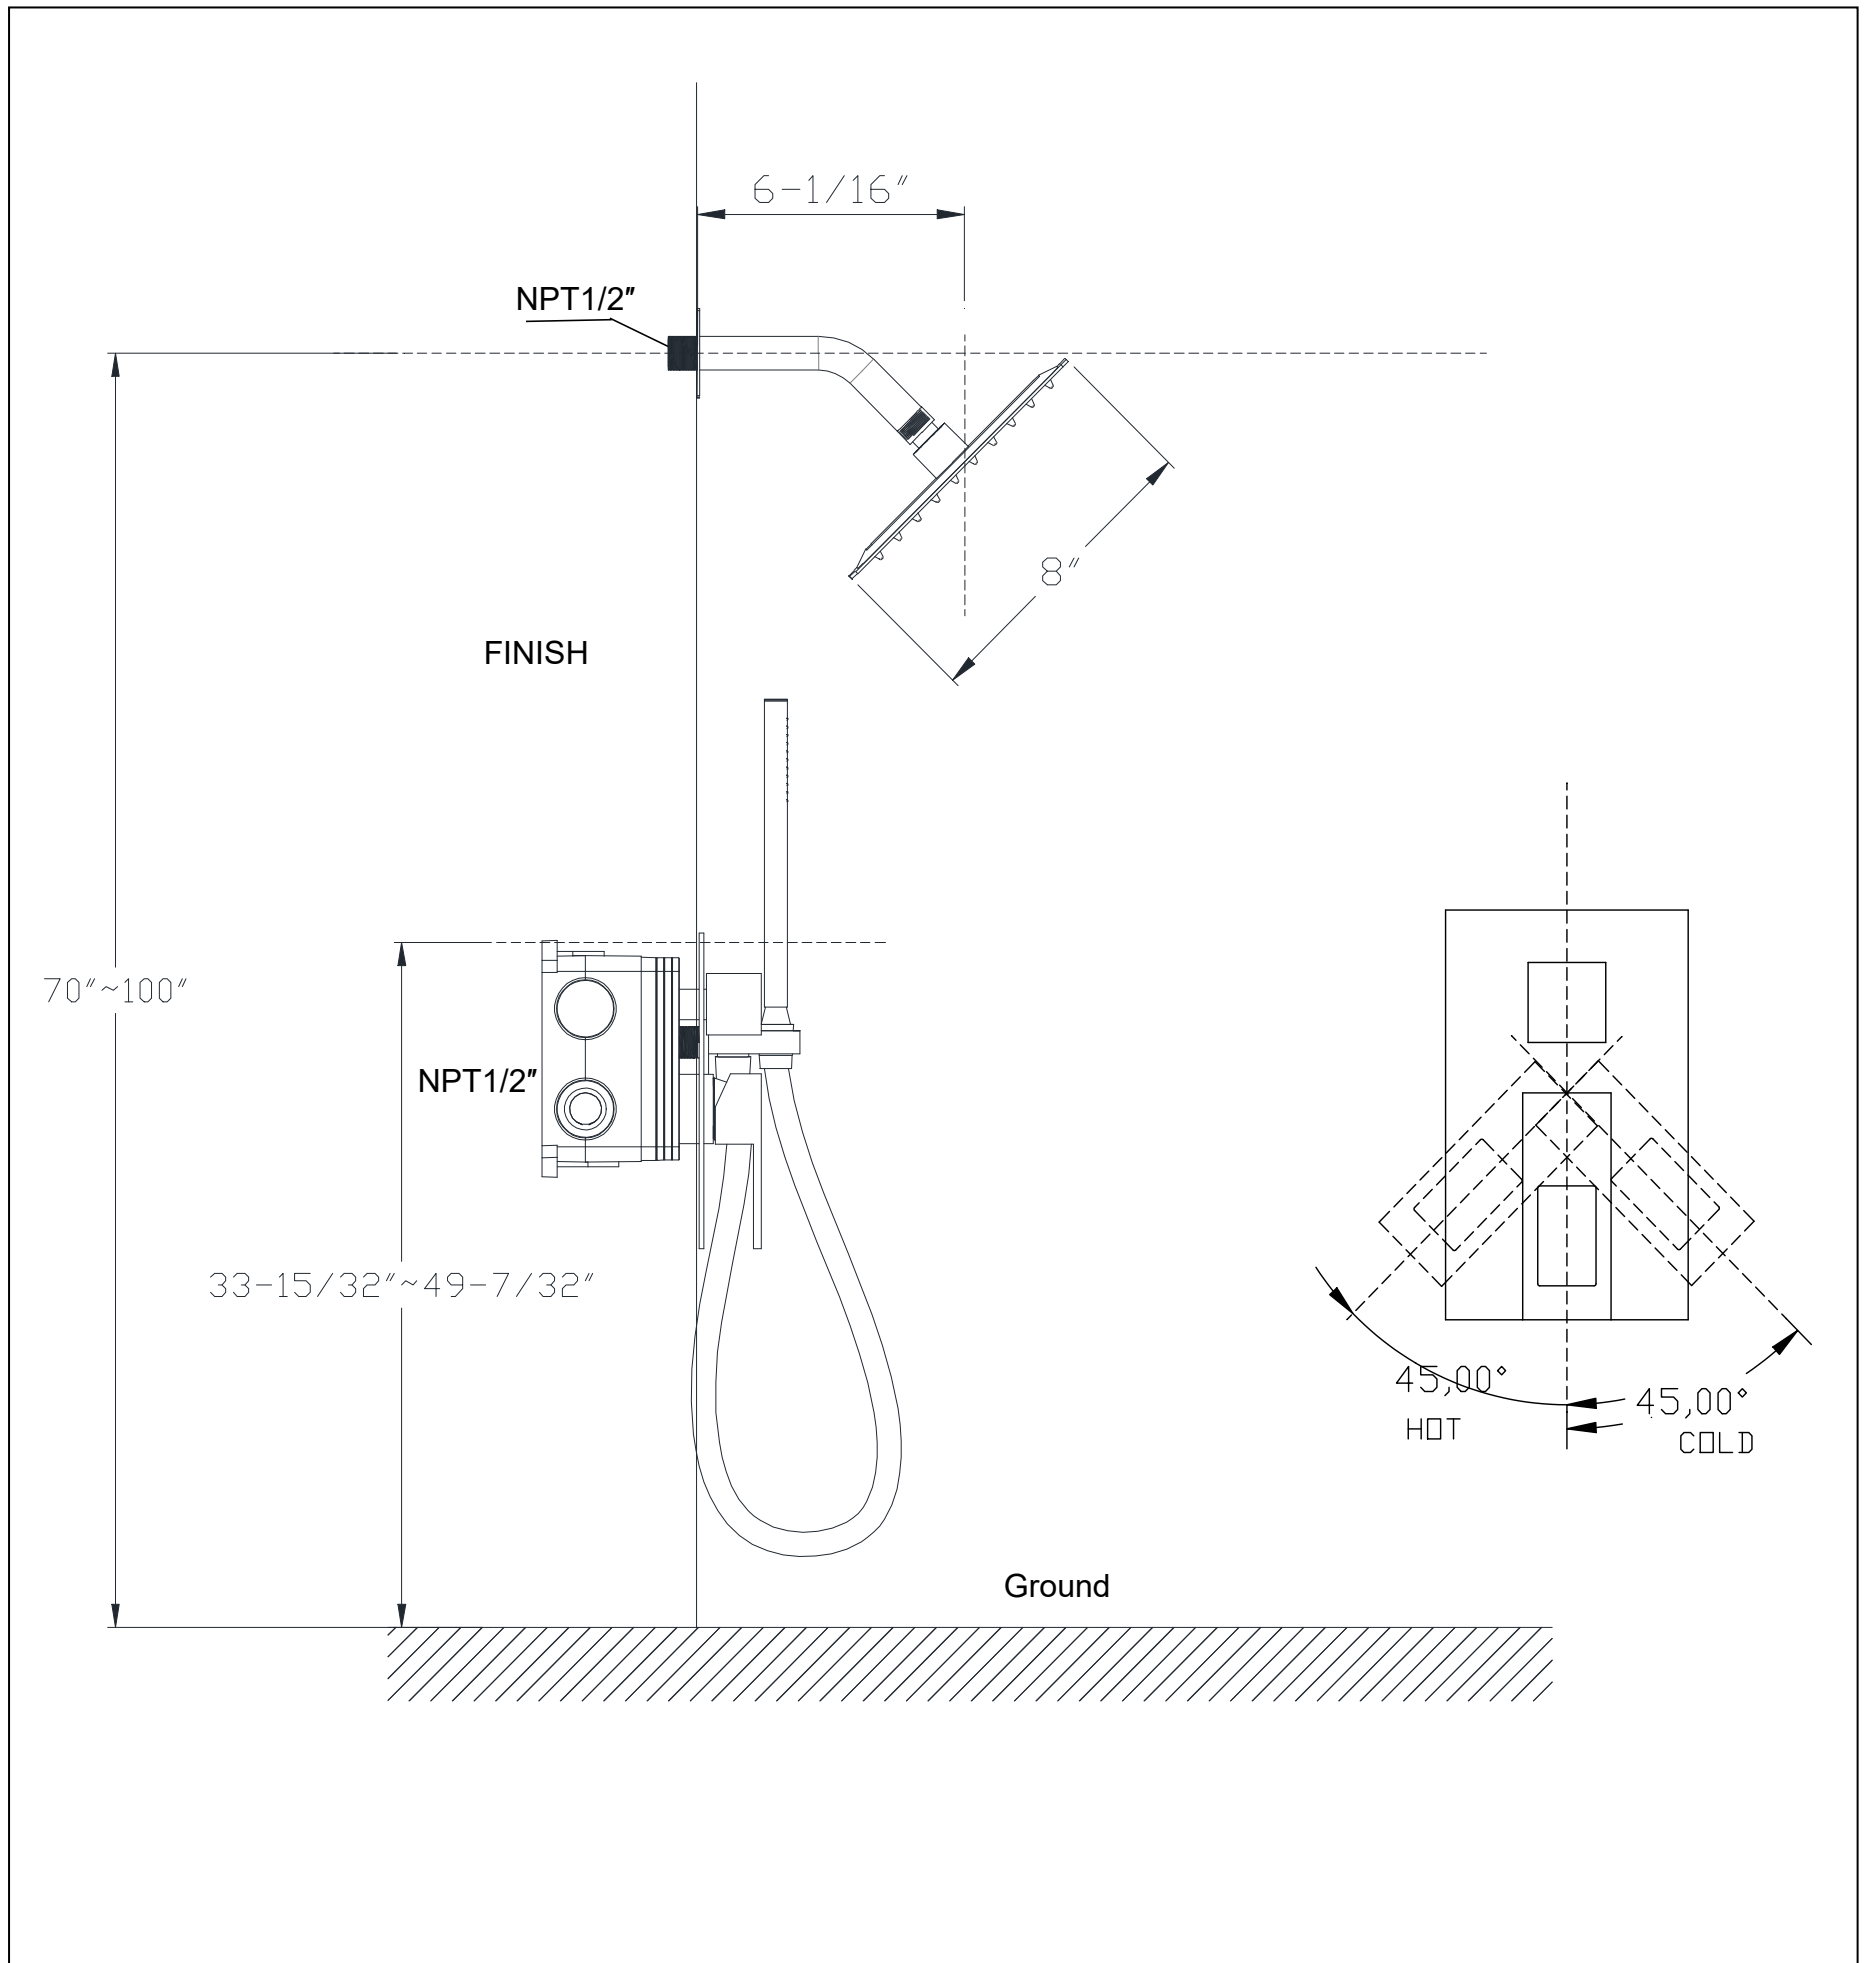 6-1/16″
NPT1/2″
8″
FINISH
70″~100″
NPT1/2″
33-15/32″~49-7/32″
45,00°
HOT
45,00°
COLD
Ground